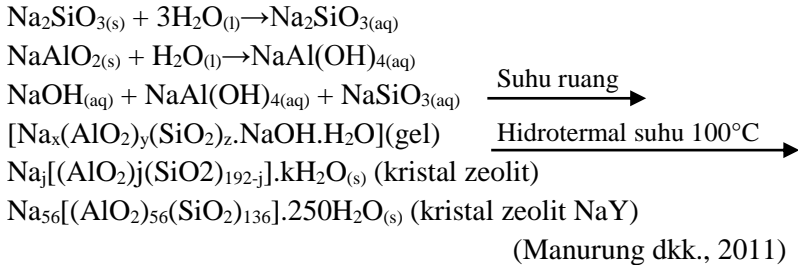 Na₂SiO₃₍ₛ₎ + 3H₂O₍ₗ₎→Na₂SiO₃(aq)
NaAlO₂₍ₛ₎ + H₂O₍ₗ₎→NaAl(OH)₄(aq)
NaOH(aq) + NaAl(OH)₄(aq) + NaSiO₃(aq) Suhu ruang
[Naₓ(AlO₂)y(SiO₂)z.NaOH.H₂O](gel) Hidrotermal suhu 100°C
Naⱼ[(AlO₂)j(SiO2)₁₉₂₋ⱼ].kH₂O₍ₛ₎ (kristal zeolit)
Na₅₆[(AlO₂)₅₆(SiO₂)₁₃₆].250H₂O₍ₛ₎ (kristal zeolit NaY)
(Manurung dkk., 2011)